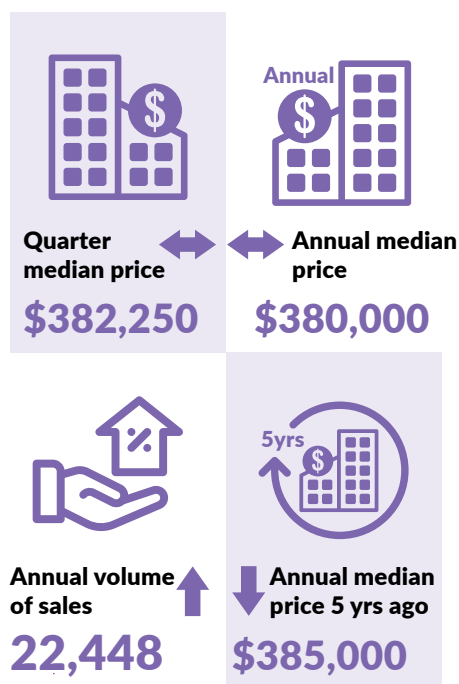 $
Annual
$
Quarter
median price
$382,250
Annual median
price
$380,000
%
5yrs
$
Annual volume
of sales
22,448
Annual median
price 5 yrs ago
$385,000